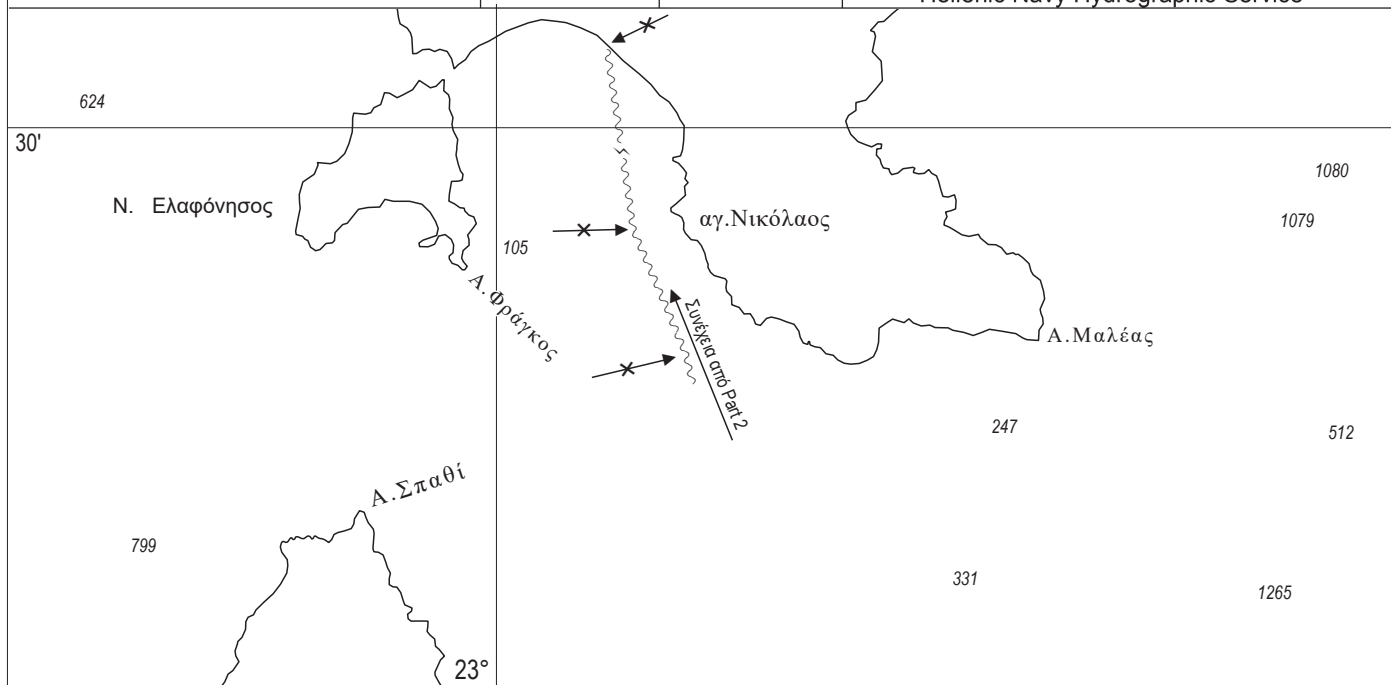 Hellenic Navy Hydrographic Service
624
30'
1080
Ν. Ελαφόνησος
αγ.Νικόλαος
1079
105
Α.Φράγκος
Συνέχεια από Part 2
Α.Μαλέας
247
512
Α.Σπαθί
799
331
1265
23°